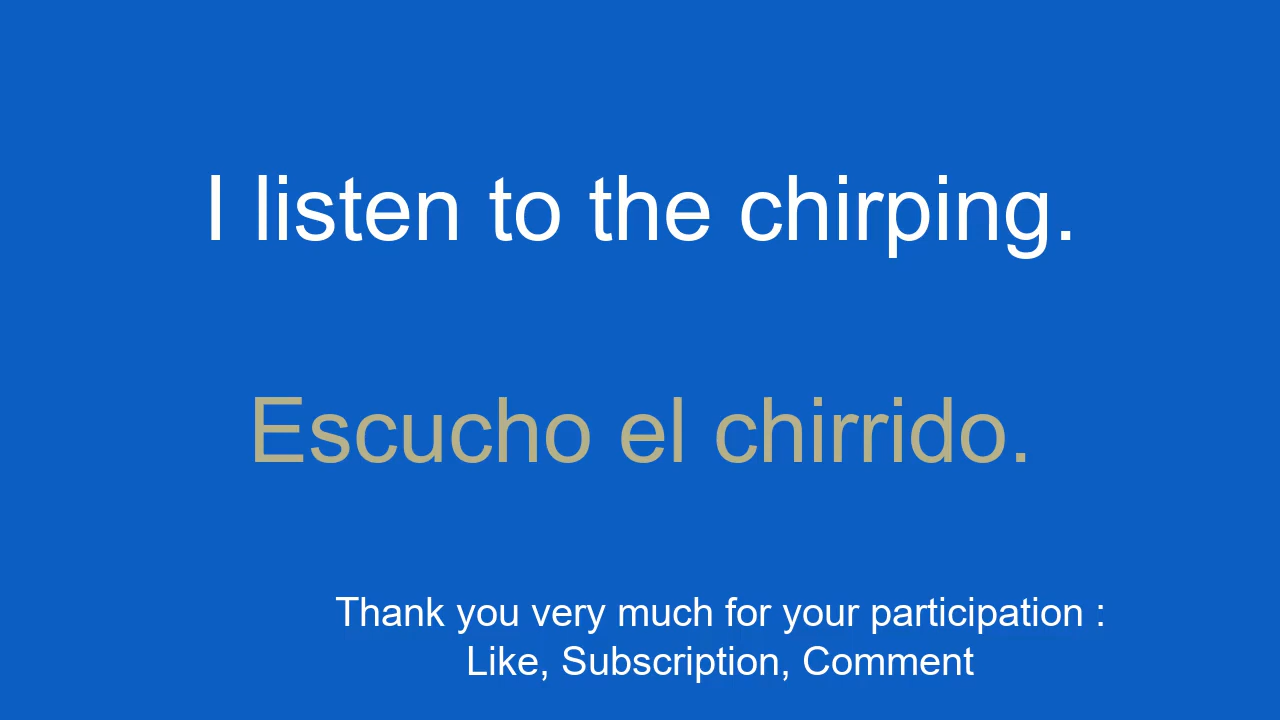 I listen to the chirping.
Escucho el chirrido.
Thank you very much for your participation :
Like, Subscription, Comment